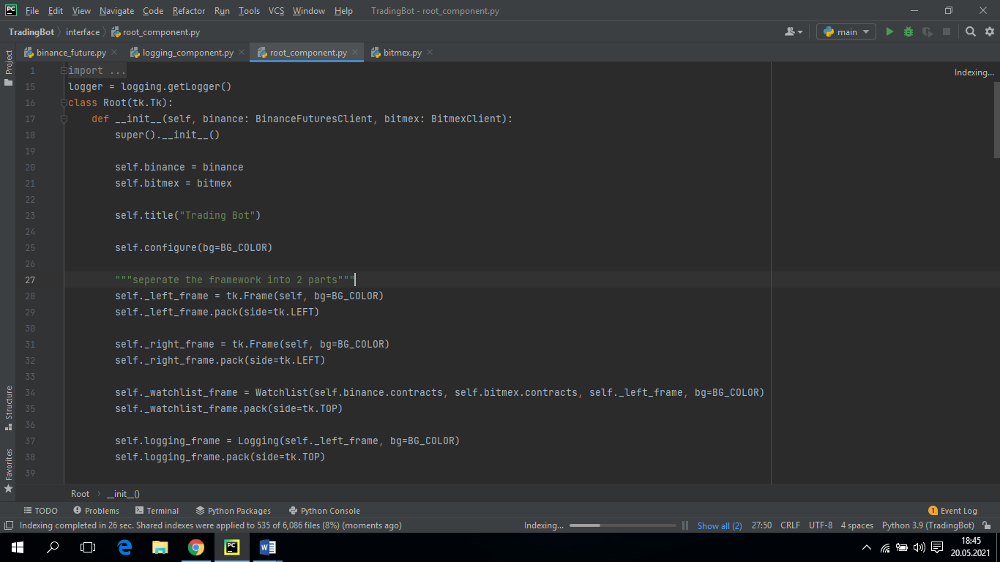 PC File Edit View Navigate Code Refactor Run Tools VCS Window Help TradingBot - root_component.py
TradingBot interface root_component.py main
binance_future.py logging_component.py root_component.py bitmex.py
Project
Structure
Favorites
Indexing...
1 import ...
15 logger = logging.getLogger()
16 class Root(tk.Tk):
17 def __init__(self, binance: BinanceFuturesClient, bitmex: BitmexClient):
18 super().__init__()
19
20 self.binance = binance
21 self.bitmex = bitmex
22
23 self.title("Trading Bot")
24
25 self.configure(bg=BG_COLOR)
26
27 """seperate the framework into 2 parts"""
28 self._left_frame = tk.Frame(self, bg=BG_COLOR)
29 self._left_frame.pack(side=tk.LEFT)
30
31 self._right_frame = tk.Frame(self, bg=BG_COLOR)
32 self._right_frame.pack(side=tk.LEFT)
33
34 self._watchlist_frame = Watchlist(self.binance.contracts, self.bitmex.contracts, self._left_frame, bg=BG_COLOR)
35 self._watchlist_frame.pack(side=tk.TOP)
36
37 self.logging_frame = Logging(self._left_frame, bg=BG_COLOR)
38 self.logging_frame.pack(side=tk.TOP)
39
Root __init__()
TODO Problems Terminal Python Packages Python Console 1 Event Log
Indexing completed in 26 sec. Shared indexes were applied to 535 of 6,086 files (8%) (moments ago) Indexing... Show all (2) 27:50 CRLF UTF-8 4 spaces Python 3.9 (TradingBot)
PC W 18:45
20.05.2021